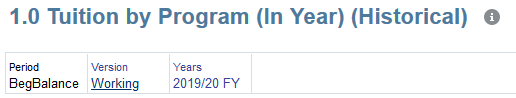 1.0 Tuition by Program (In Year) (Historical)
Period Version Years
BegBalance Working 2019/20 FY